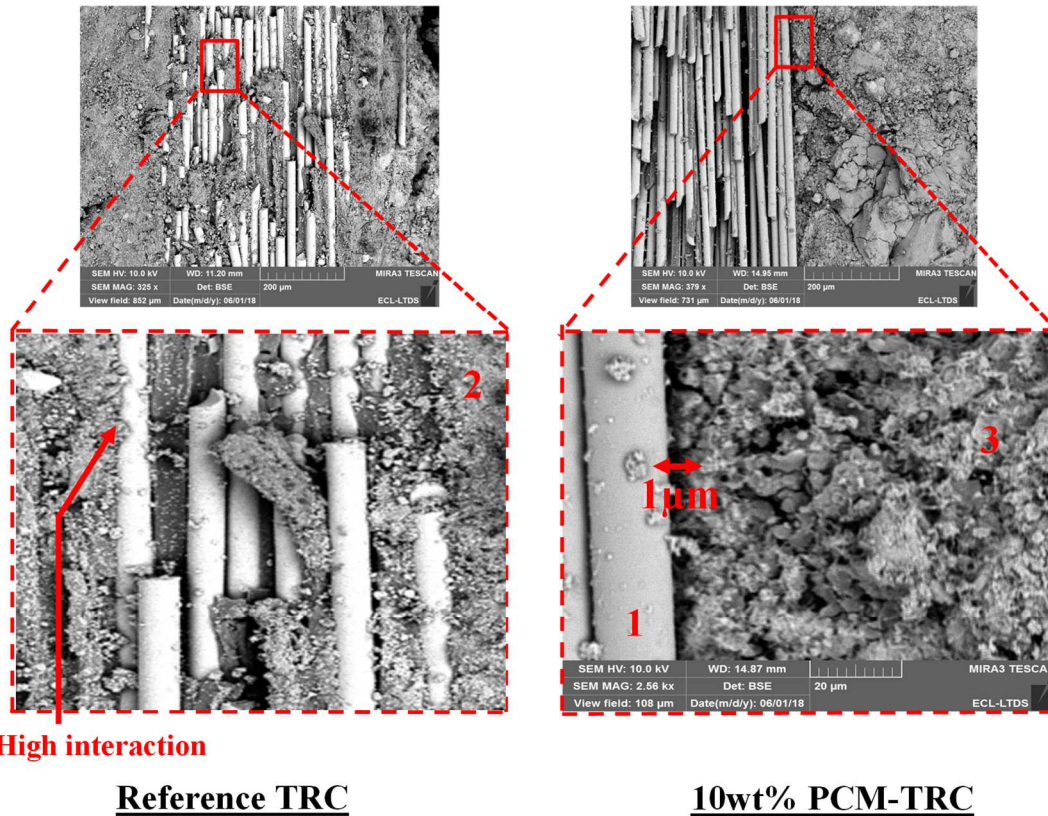 SEM HV: 10.0 kV WD: 11.20 mm MIRA3 TESCAN
SEM MAG: 325 x Det: BSE 200 µm
View field: 852 µm Date(m/d/y): 06/01/18 ECL-LTDS
SEM HV: 10.0 kV WD: 14.95 mm MIRA3 TESCAN
SEM MAG: 379 x Det: BSE 200 µm
View field: 731 µm Date(m/d/y): 06/01/18 ECL-LTDS
2
High interaction
3
1µm
1
SEM HV: 10.0 kV WD: 14.87 mm MIRA3 TESCA
SEM MAG: 2.56 kx Det: BSE 20 µm
View field: 108 µm Date(m/d/y): 06/01/18 ECL-LTDS
Reference TRC
10wt% PCM-TRC